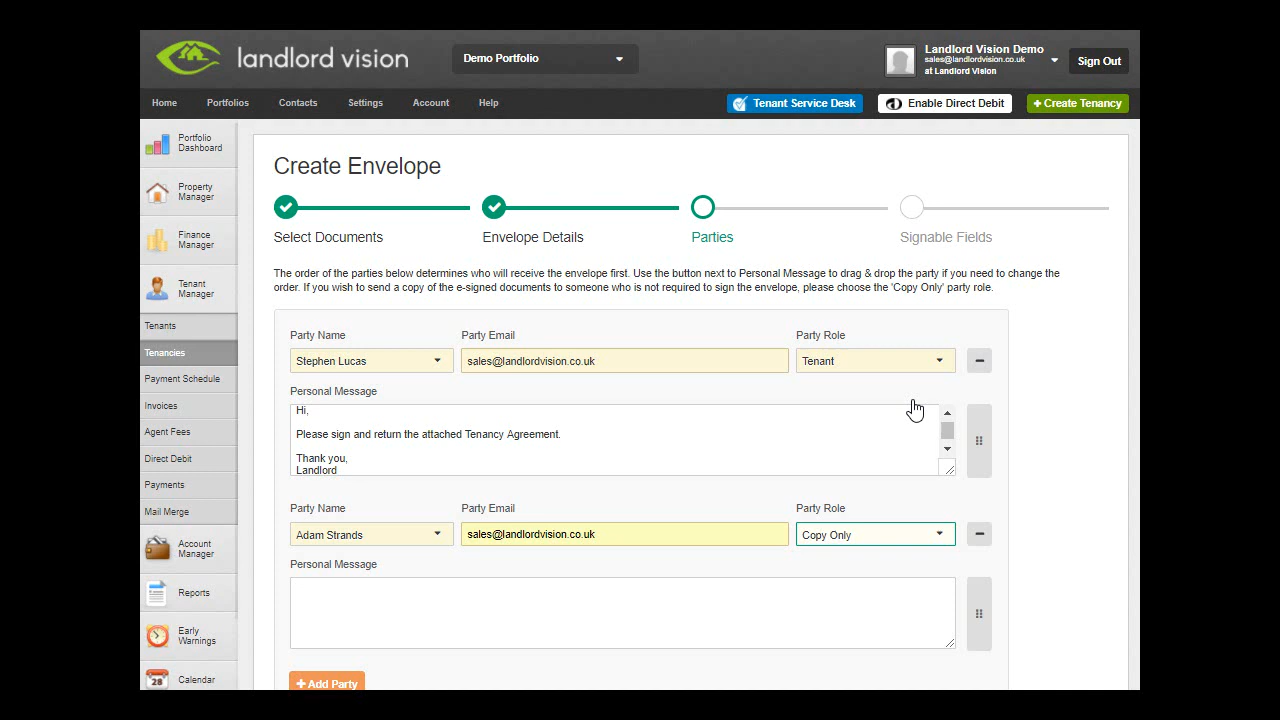 landlord vision
Demo Portfolio
Landlord Vision Demo
sales@landlordvision.co.uk
at Landlord Vision
Sign Out
Home
Portfolios
Contacts
Settings
Account
Help
Tenant Service Desk
Enable Direct Debit
+ Create Tenancy
Portfolio
Dashboard
Property
Manager
Finance
Manager
Tenant
Manager
Tenants
Tenancies
Payment Schedule
Invoices
Agent Fees
Direct Debit
Payments
Mail Merge
Account
Manager
Reports
Early
Warnings
28
Calendar
Create Envelope
Select Documents
Envelope Details
Parties
Signable Fields
The order of the parties below determines who will receive the envelope first. Use the button next to Personal Message to drag & drop the party if you need to change the
order. If you wish to send a copy of the e-signed documents to someone who is not required to sign the envelope, please choose the 'Copy Only' party role.
Party Name
Party Email
Party Role
Stephen Lucas
sales@landlordvision.co.uk
Tenant
Personal Message
Hi,
Please sign and return the attached Tenancy Agreement.
Thank you,
Landlord
Party Name
Party Email
Party Role
Adam Strands
sales@landlordvision.co.uk
Copy Only
Personal Message
+ Add Party